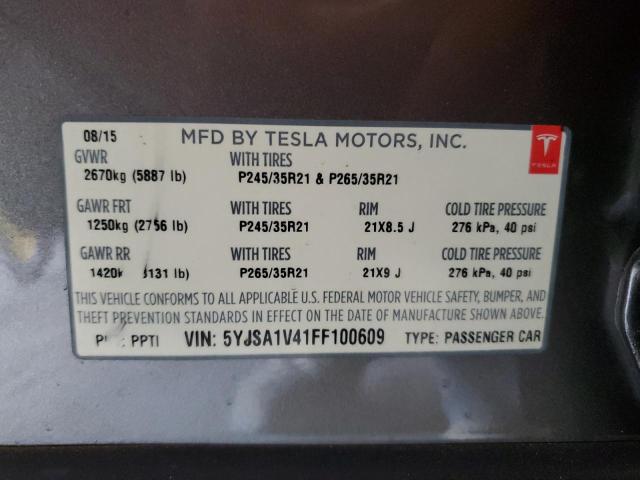 08/15 MFD BY TESLA MOTORS, INC.
GVWR WITH TIRES
2670kg (5887 lb) P245/35R21 & P265/35R21
TESLA
GAWR FRT WITH TIRES RIM COLD TIRE PRESSURE
1250kg (2756 lb) P245/35R21 21X8.5 J 276 kPa, 40 psi
GAWR RR WITH TIRES RIM COLD TIRE PRESSURE
1420k 131 lb) P265/35R21 21X9 J 276 kPa, 40 psi
THIS VEHICLE CONFORMS TO ALL APPLICABLE U.S. FEDERAL MOTOR VEHICLE SAFETY, BUMPER, AND
THEFT PREVENTION STANDARDS IN EFFECT ON THE DATE OF MANUFACTURE SHOWN ABOVE.
PPTI VIN: 5YJSA1V41FF100609 TYPE: PASSENGER CAR